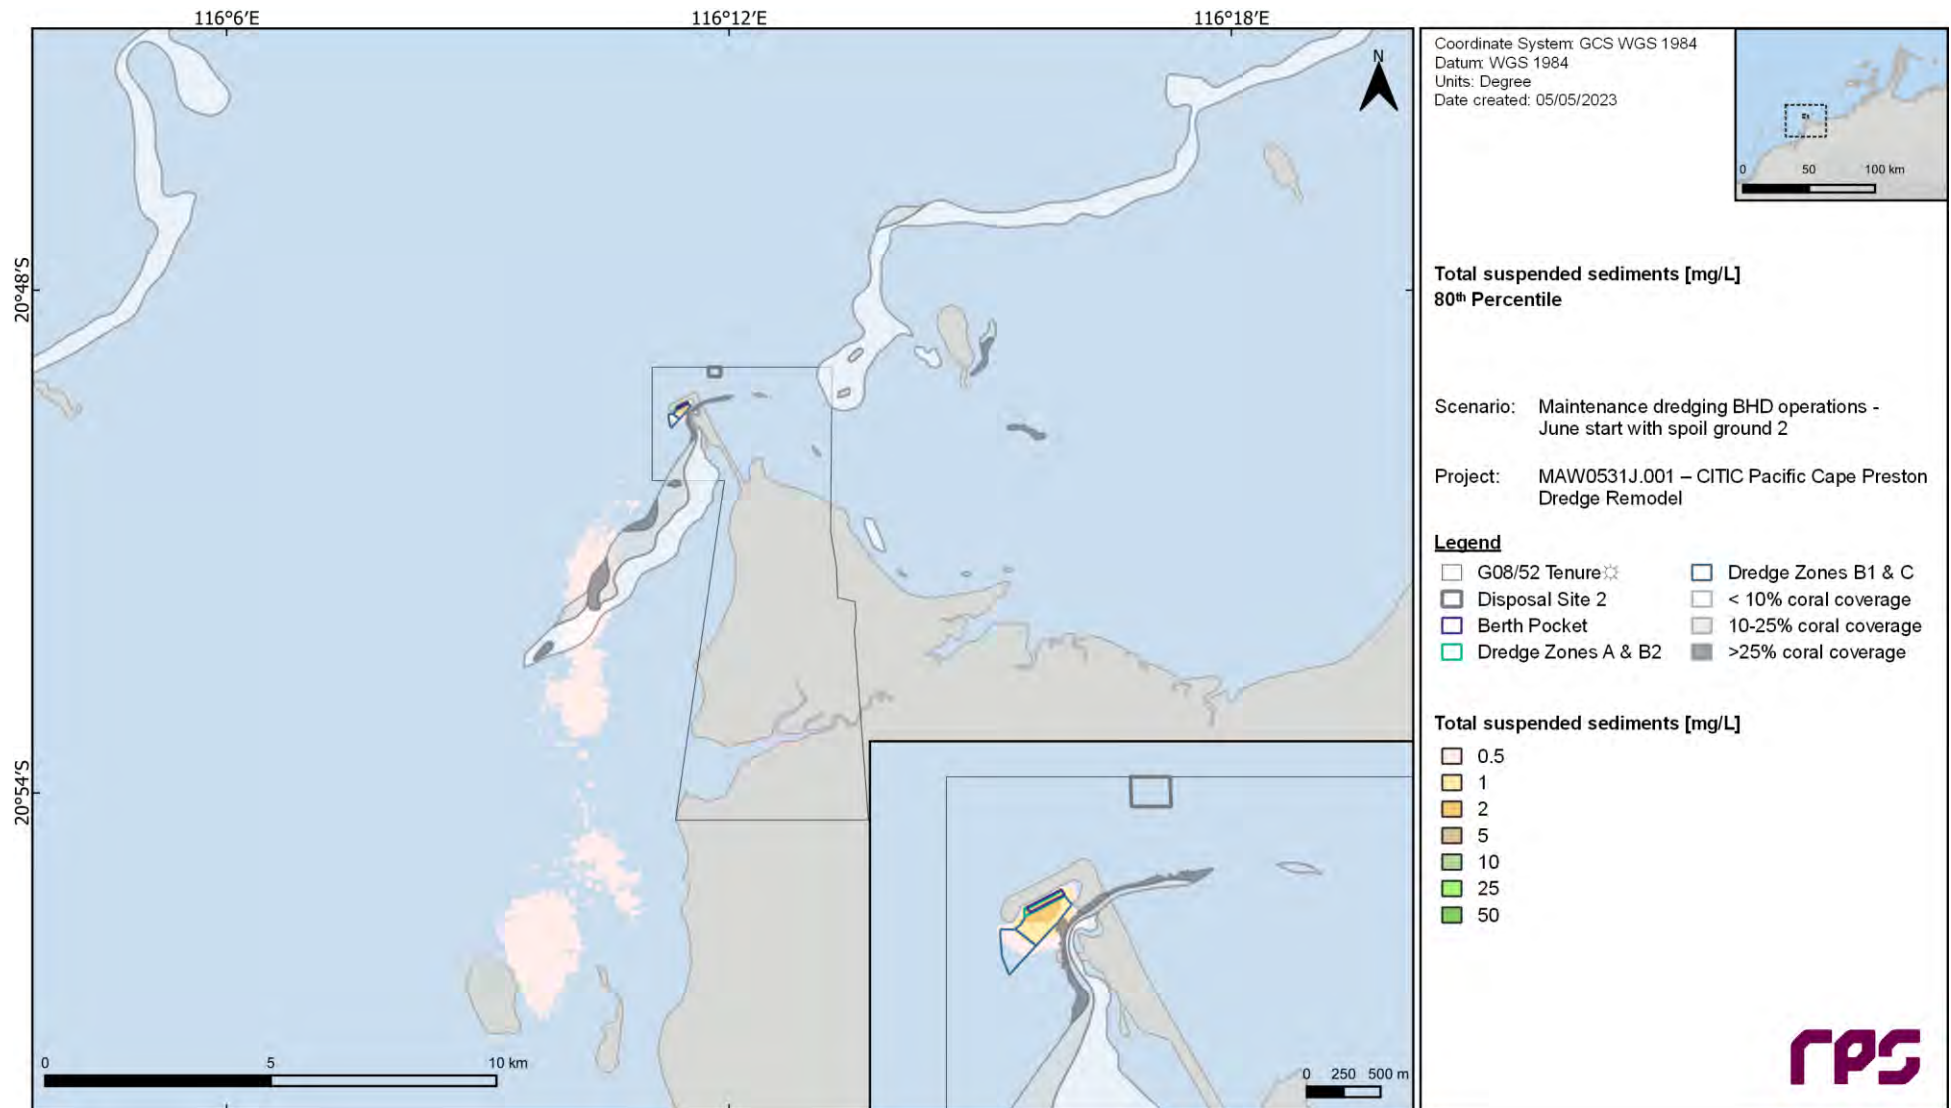 116°6'E
116°12'E
116°18'E
20°48'S
20°54'S
N
0
5
10 km
0
250
500 m
Coordinate System: GCS WGS 1984
Datum: WGS 1984
Units: Degree
Date created: 05/05/2023
0
50
100 km
Total suspended sediments [mg/L]
80th Percentile
Scenario: Maintenance dredging BHD operations -
June start with spoil ground 2
Project: MAW0531J.001 – CITIC Pacific Cape Preston
Dredge Remodel
Legend
G08/52 Tenure
Disposal Site 2
Berth Pocket
Dredge Zones A & B2
Dredge Zones B1 & C
< 10% coral coverage
10-25% coral coverage
>25% coral coverage
Total suspended sediments [mg/L]
0.5
1
2
5
10
25
50
rps